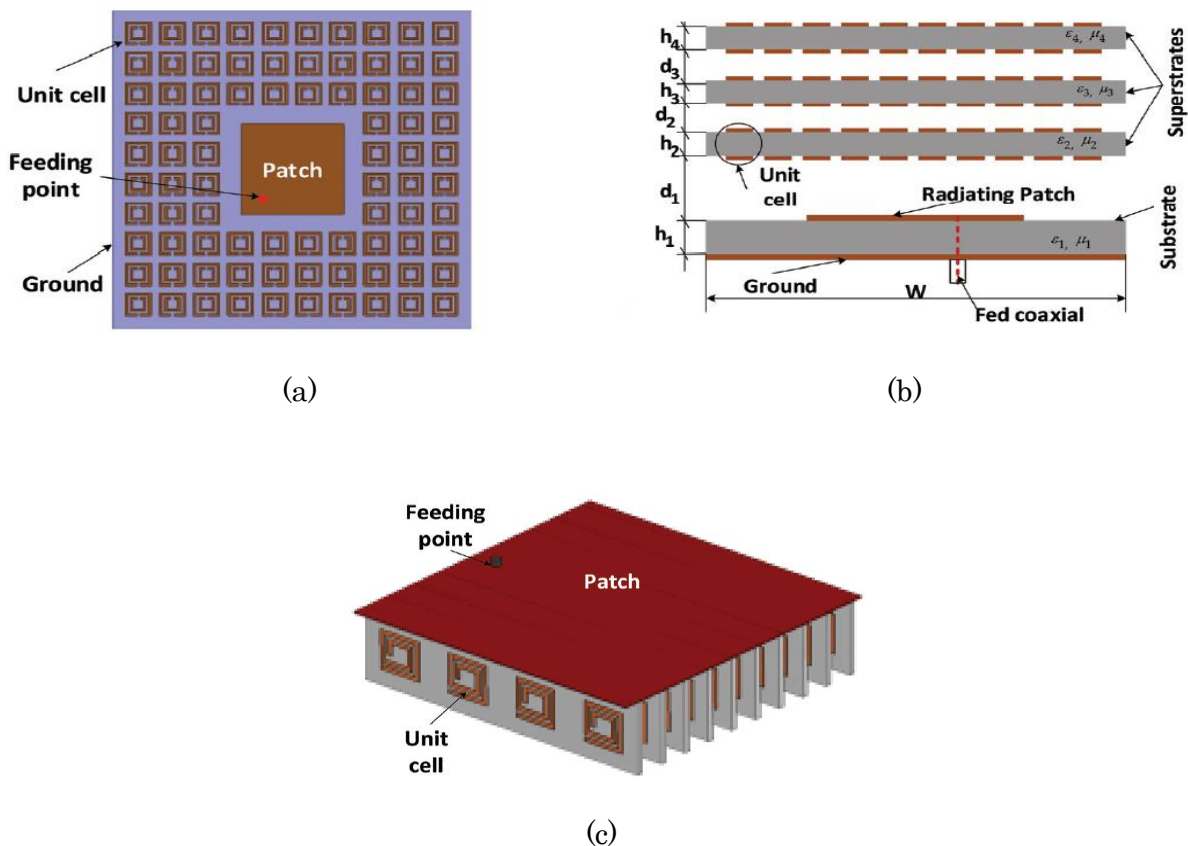 Unit cell
Feeding
point
Patch
Ground
(a)
h4
d3
h3
d2
h2
d1
h1
ε4, μ4
ε3, μ3
ε2, μ2
Superstrates
Unit
cell
Radiating Patch
ε1, μ1
Substrate
Ground
W
Fed coaxial
(b)
Feeding
point
Patch
Unit
cell
(c)